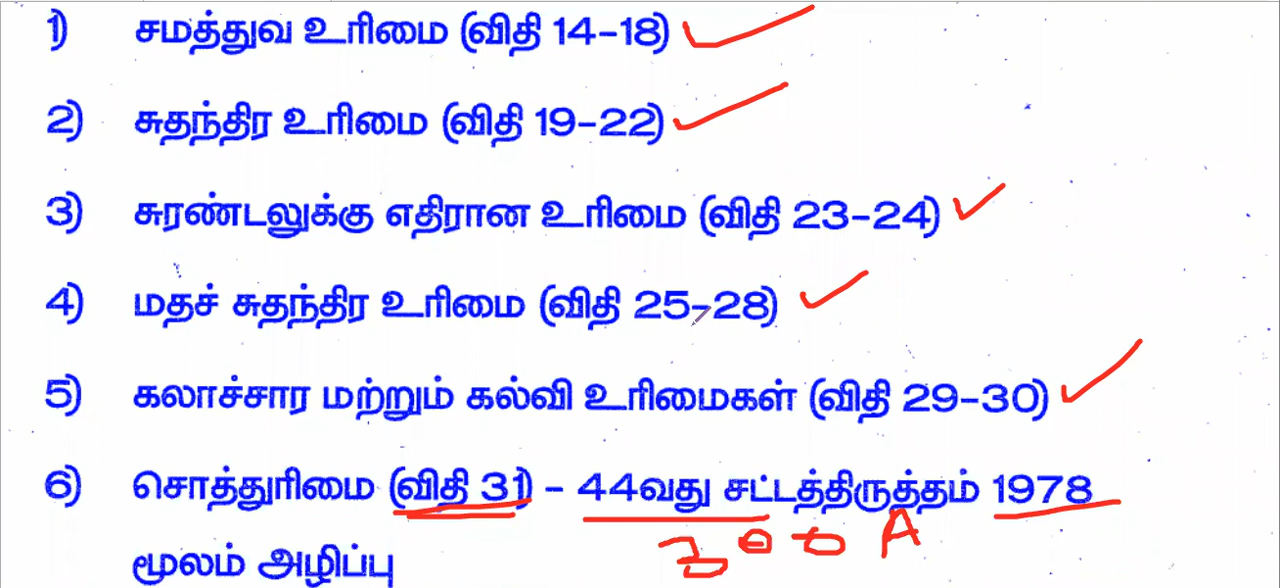 1) சமத்துவ உரிமை (விதி 14-18)
2) சுதந்திர உரிமை (விதி 19-22)
3) சுரண்டலுக்கு எதிரான உரிமை (விதி 23-24)
4) மதச் சுதந்திர உரிமை (விதி 25-28)
5) கலாச்சார மற்றும் கல்வி உரிமைகள் (விதி 29-30)
6) சொத்துரிமை (விதி 31) - 44வது சட்டத்திருத்தம் 1978
மூலம் அழிப்பு
300 A